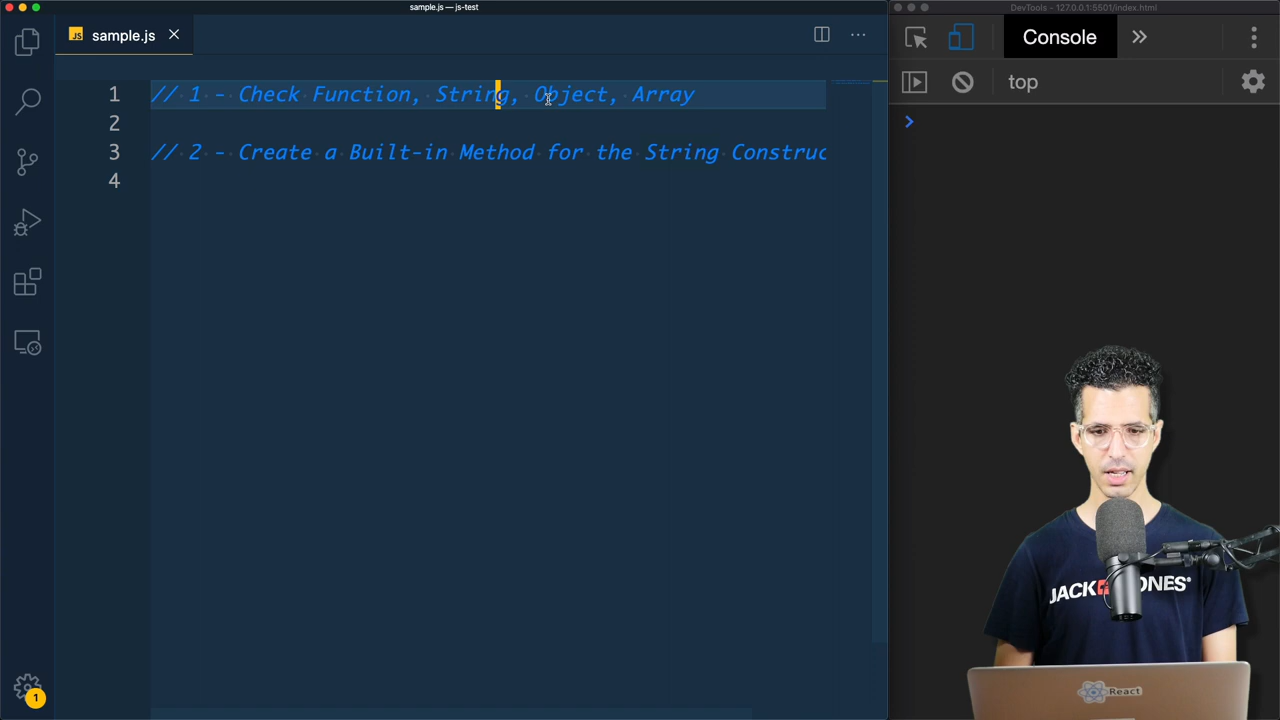 sample.js — js-test
DevTools - 127.0.0.1:5501/index.html
JS sample.js
Console
top
1 // 1 - Check Function, String, Object, Array
2
3 // 2 - Create a Built-in Method for the String Construc
4
1
JACK JONES®
React